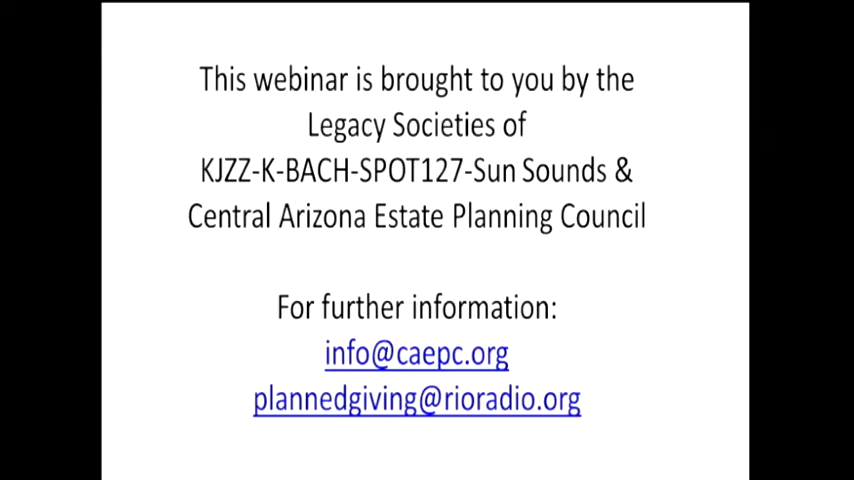 This webinar is brought to you by the
Legacy Societies of
KJZZ-K-BACH-SPOT127-Sun Sounds &
Central Arizona Estate Planning Council
For further information:
info@caepc.org
plannedgiving@rioradio.org